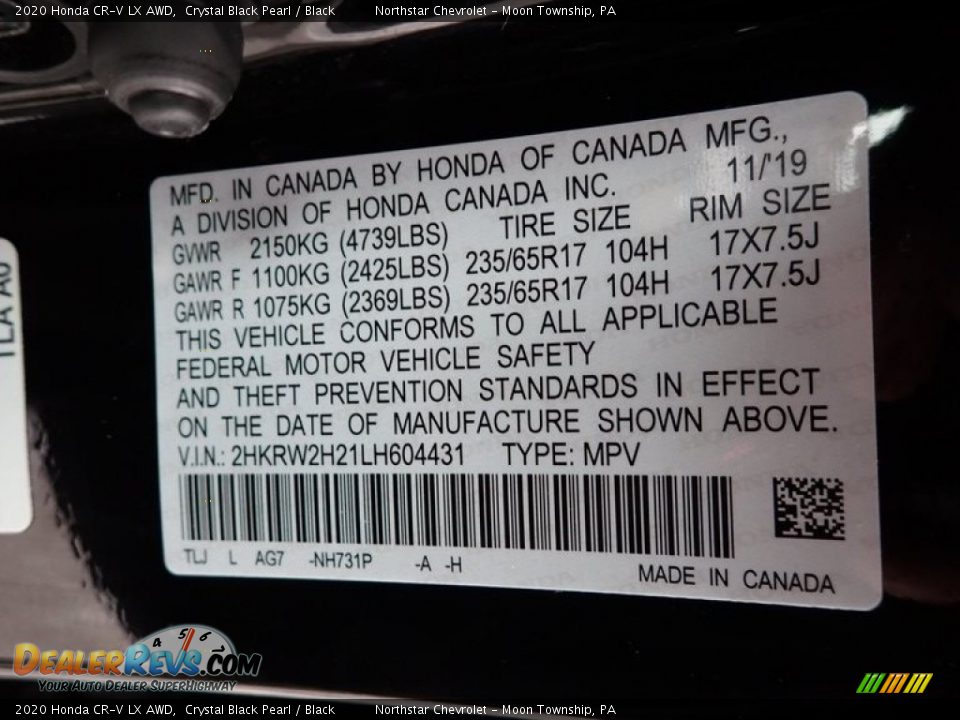 2020 Honda CR-V LX AWD, Crystal Black Pearl / Black Northstar Chevrolet - Moon Township, PA
MFD. IN CANADA BY HONDA OF CANADA MFG.,
A DIVISION OF HONDA CANADA INC. 11/'19
GVWR 2150KG (4739LBS) TIRE SIZE RIM SIZE
GAWR F 1100KG (2425LBS) 235/65R17 104H 17X7.5J
GAWR R 1075KG (2369LBS) 235/65R17 104H 17X7.5J
THIS VEHICLE CONFORMS TO ALL APPLICABLE
FEDERAL MOTOR VEHICLE SAFETY
AND THEFT PREVENTION STANDARDS IN EFFECT
ON THE DATE OF MANUFACTURE SHOWN ABOVE.
V.I.N.: 2HKRW2H21LH604431 TYPE: MPV
TLJ L AG7 -NH731P -A -H
MADE IN CANADA
4 5 6
DEALERREVS.COM
YOUR AUTO DEALER SUPERHIGHWAY
2020 Honda CR-V LX AWD, Crystal Black Pearl / Black Northstar Chevrolet - Moon Township, PA